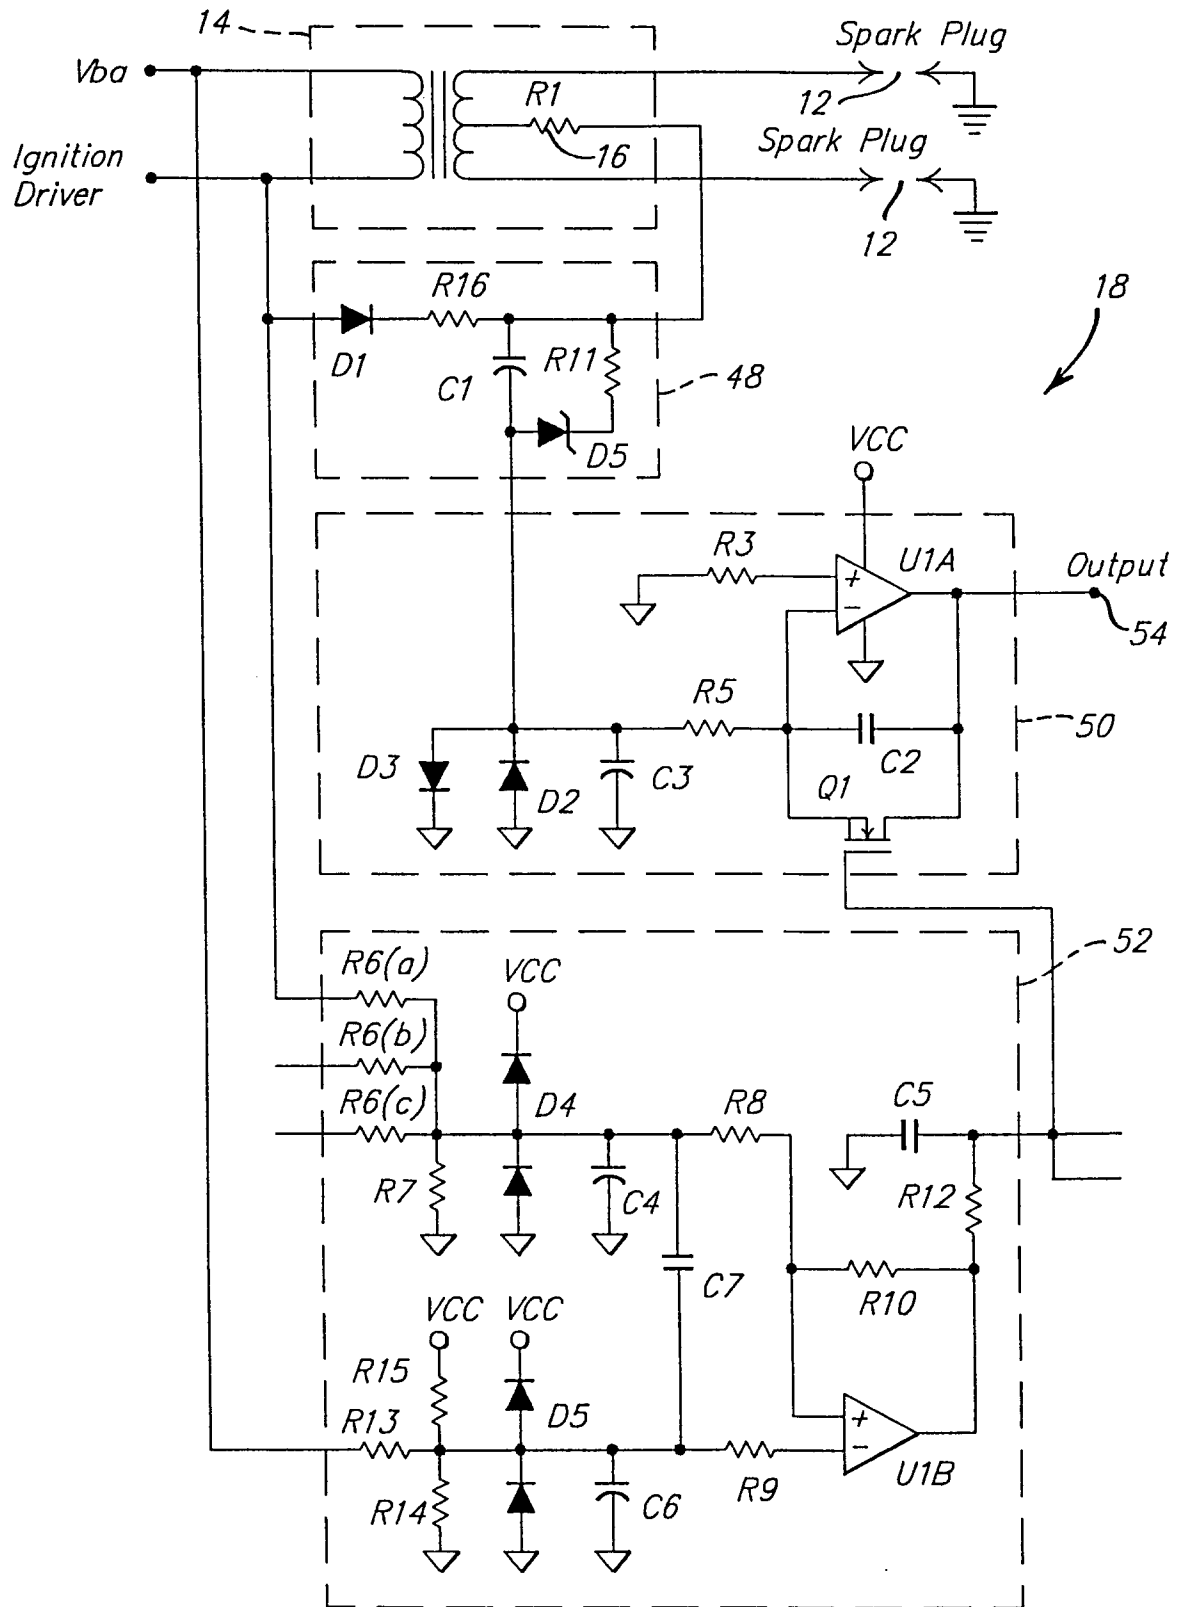 14
Spark Plug
Vba
R1
12
16
Spark Plug
Ignition
Driver
12
R16
18
D1
C1
R11
48
D5
VCC
R3
+
−
U1A
Output
54
R5
50
D3
D2
C3
C2
Q1
52
R6(a)
VCC
R6(b)
R6(c)
D4
R8
C5
R7
C4
R12
C7
R10
VCC
VCC
R15
R13
D5
+
−
U1B
R14
C6
R9